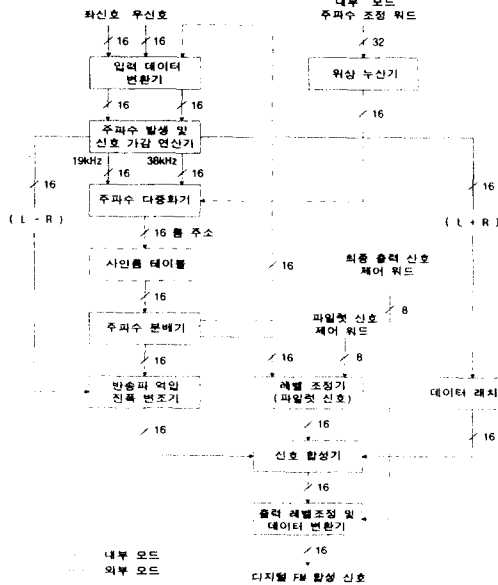 좌신호 우신호
내부 모드
주파수 조정 워드
16
16
32
입력 데이터
변환기
위상 누산기
16
16
16
주파수 발생 및
신호 가감 연산기
19kHz
38kHz
16
16
16
16
( L - R )
( L + R )
주파수 다중화기
16 롬 주소
사인롬 테이블
16
최종 출력 신호
제어 워드
16
8
주파수 분배기
파일럿 신호
제어 워드
16
16
8
반송파 억압
진폭 변조기
레벨 조정기
(파일럿 신호)
데이터 래치
16
16
16
신호 합성기
16
출력 레벨조정 및
데이터 변환기
16
내부 모드
외부 모드
디지털 FM 합성 신호